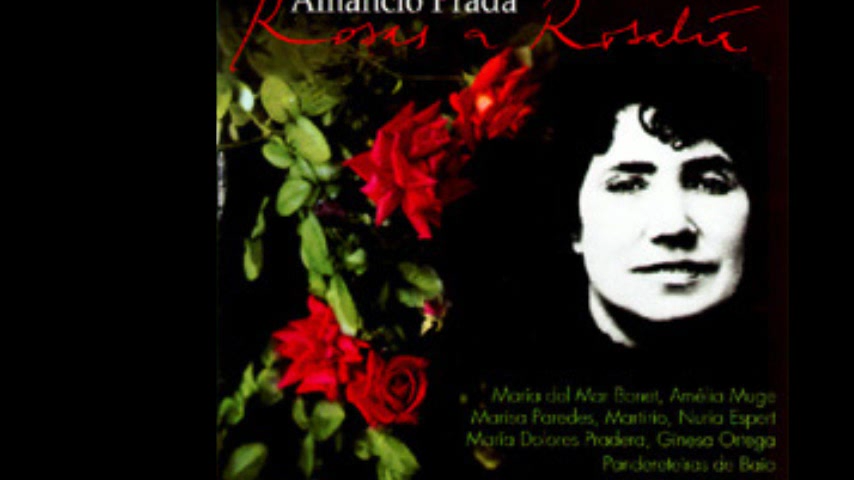 Amancio Prada
Rosas a Rosalía
María del Mar Bonet, Amélia Muge
Marisa Paredes, Martirio, Nuria Espert
María Dolores Pradera, Ginesa Ortega
Pandereteiras de Baio